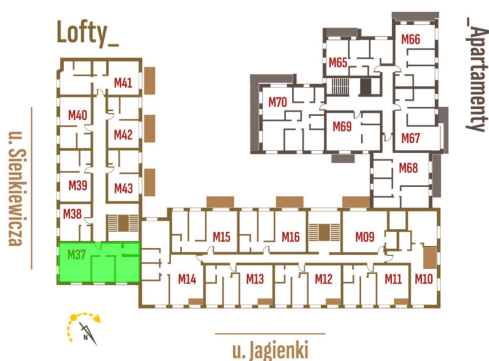 Lofty_
_Apartamenty
M66
M65
M41
M70
M40
M69
M42
M67
M68
M39
M43
M38
M15
M16
M09
M37
M14
M13
M12
M11
M10
u. Sienkiewicza
N
u. Jagienki